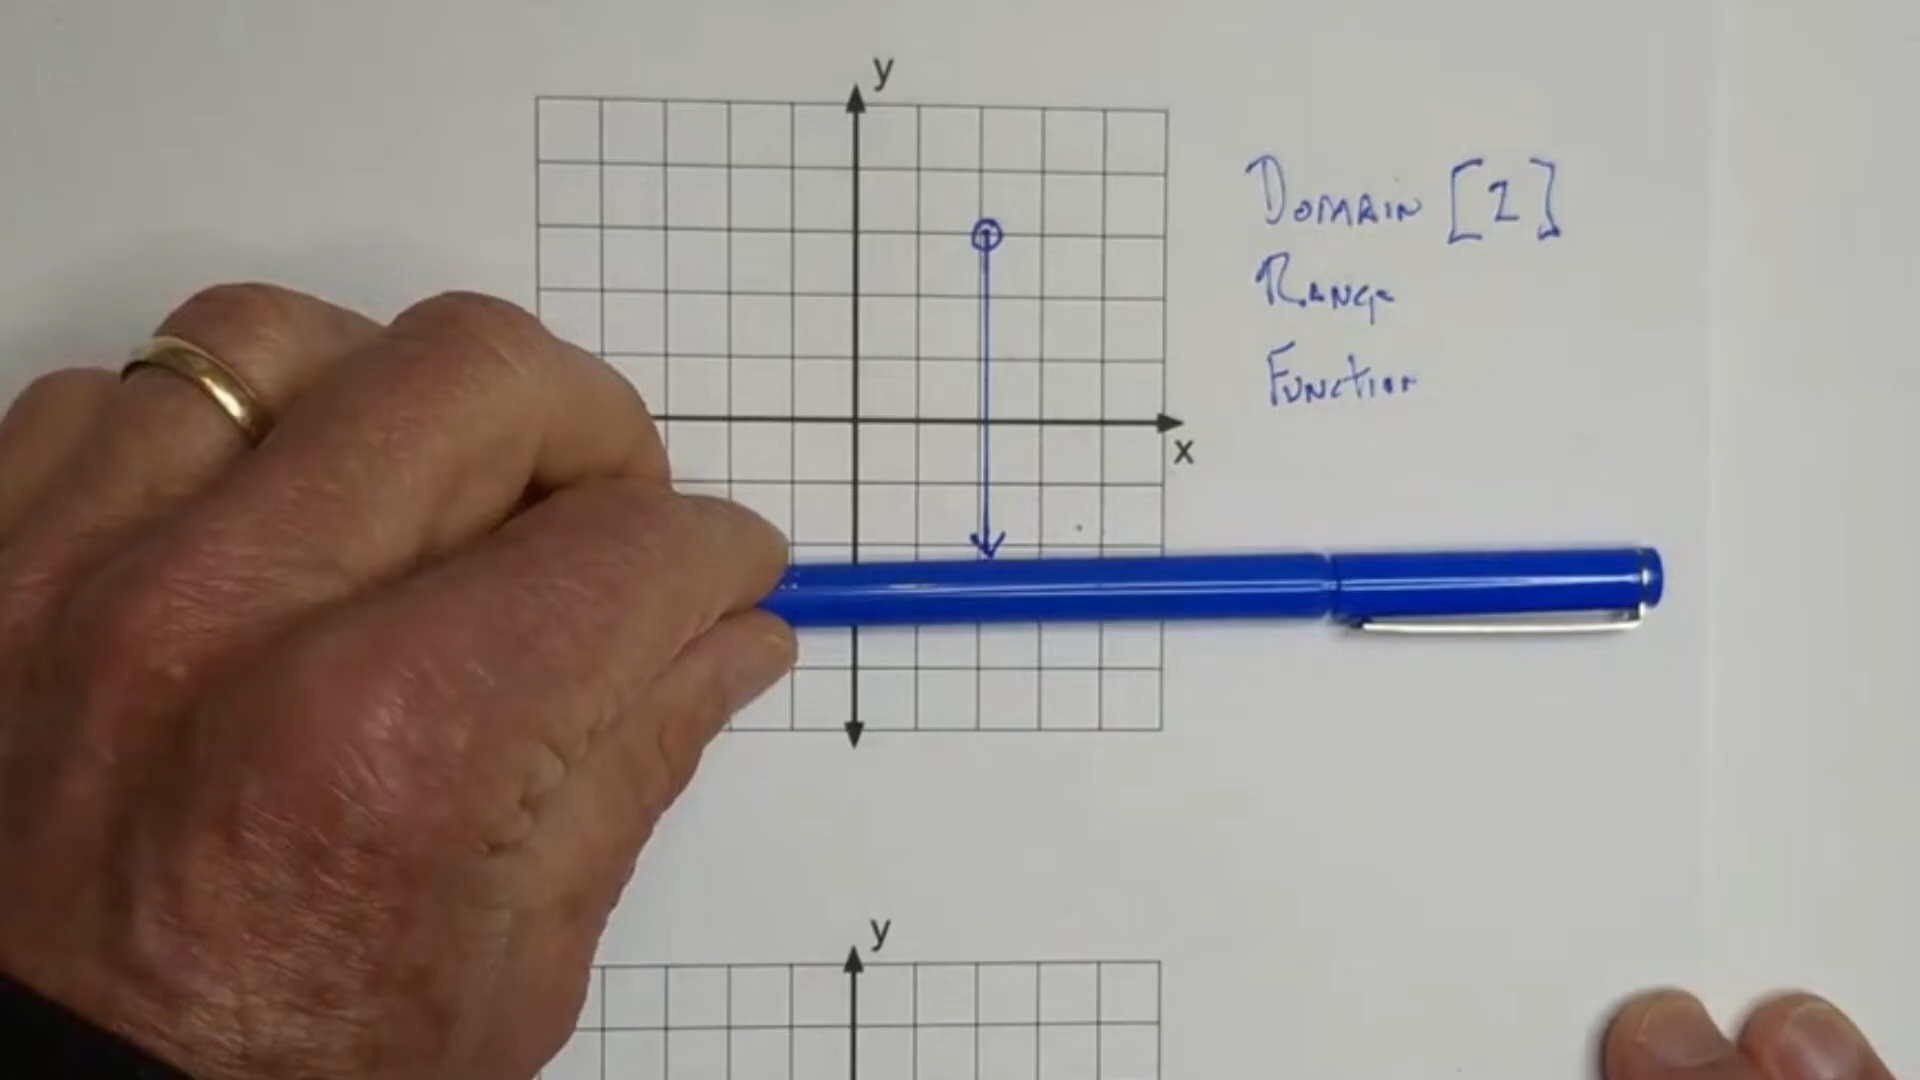 y
Domain [2]
Range
Function
x
y